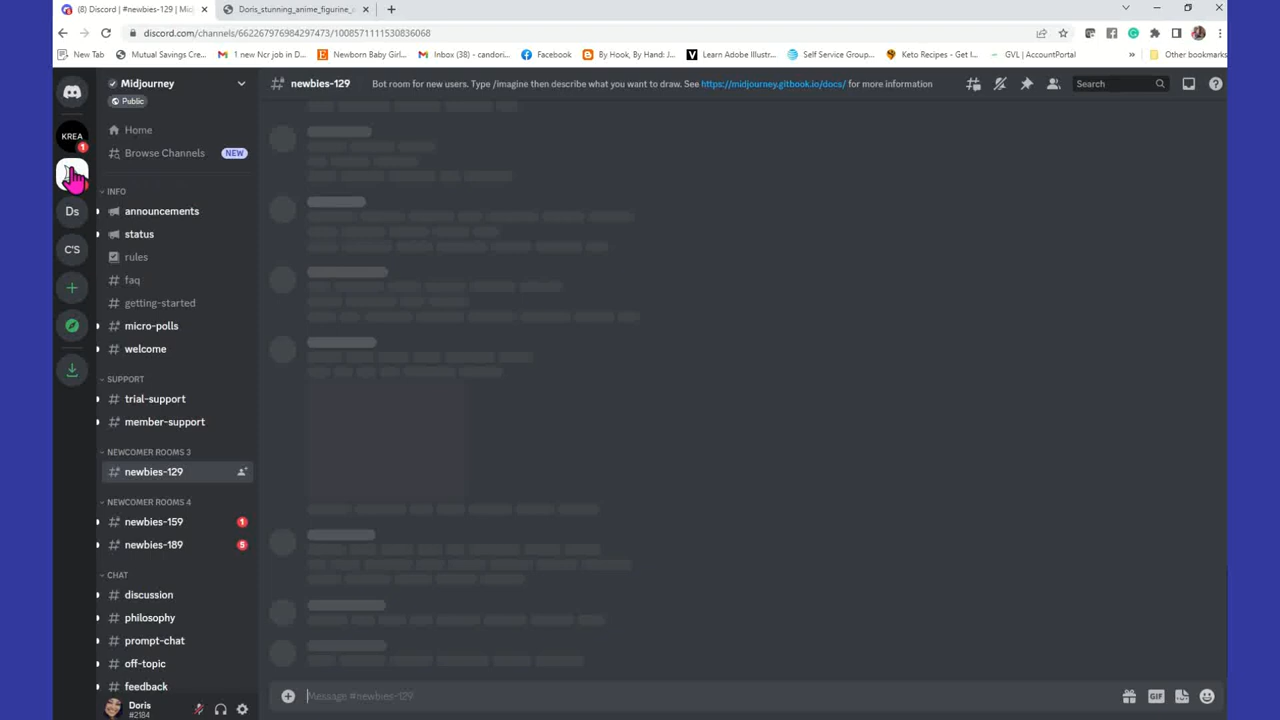 (8) Discord | #newbies-129 | Midj
Doris_stunning_anime_figurine_
discord.com/channels/662267976984297473/1008571111530836068
New Tab
Mutual Savings Cre...
1 new Ncr job in D...
Newborn Baby Girl...
Inbox (38) - candori...
Facebook
By Hook, By Hand: J...
Learn Adobe Illustr...
Self Service Group...
Keto Recipes - Get I...
GVL | AccountPortal
»
Other bookmarks
Midjourney
Public
newbies-129
Bot room for new users. Type /imagine then describe what you want to draw. See https://midjourney.gitbook.io/docs/ for more information
Search
KREA
1
Ds
C'S
Home
Browse Channels NEW
INFO
announcements
status
rules
faq
getting-started
micro-polls
welcome
SUPPORT
trial-support
member-support
NEWCOMER ROOMS 3
newbies-129
NEWCOMER ROOMS 4
newbies-159 1
newbies-189 5
CHAT
discussion
philosophy
prompt-chat
off-topic
feedback
Doris
#2184
Message #newbies-129
GIF